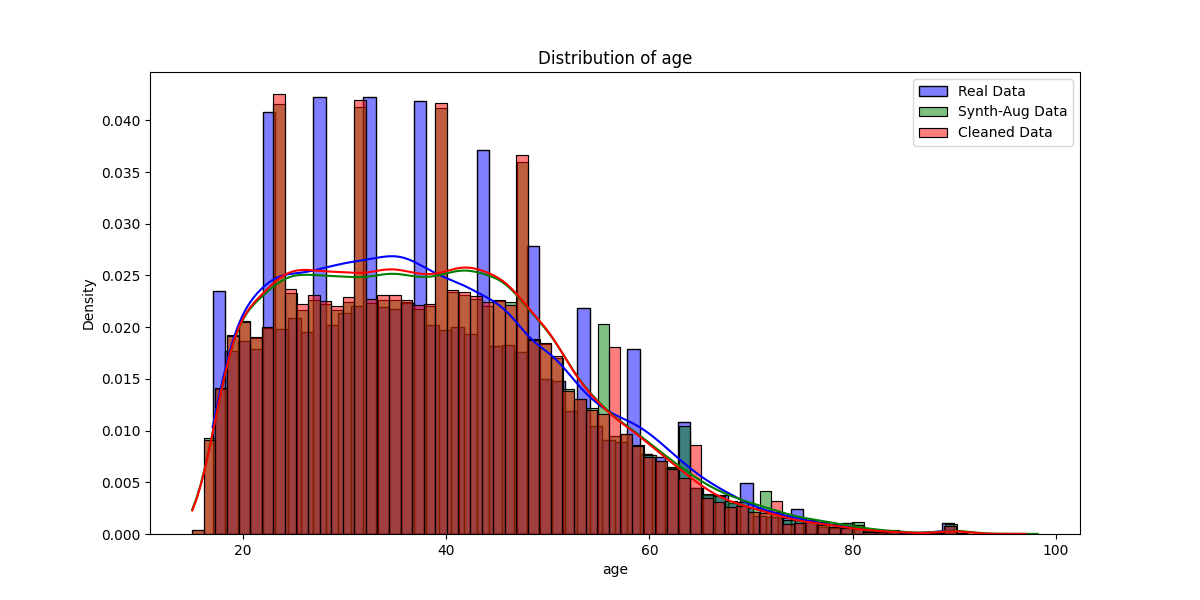 Distribution of age
Real Data
Synth-Aug Data
Cleaned Data
Density
0.040
0.035
0.030
0.025
0.020
0.015
0.010
0.005
0.000
20
40
60
80
100
age